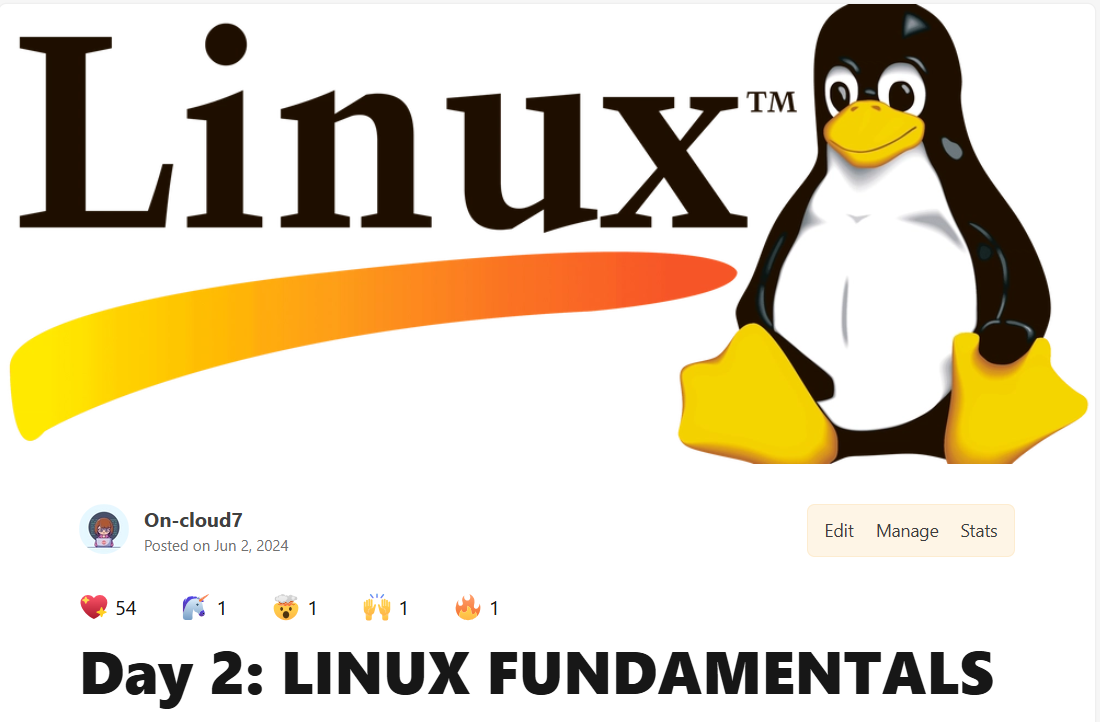 Linux™
On-cloud7
Posted on Jun 2, 2024
Edit Manage Stats
54 1 1 1 1
Day 2: LINUX FUNDAMENTALS